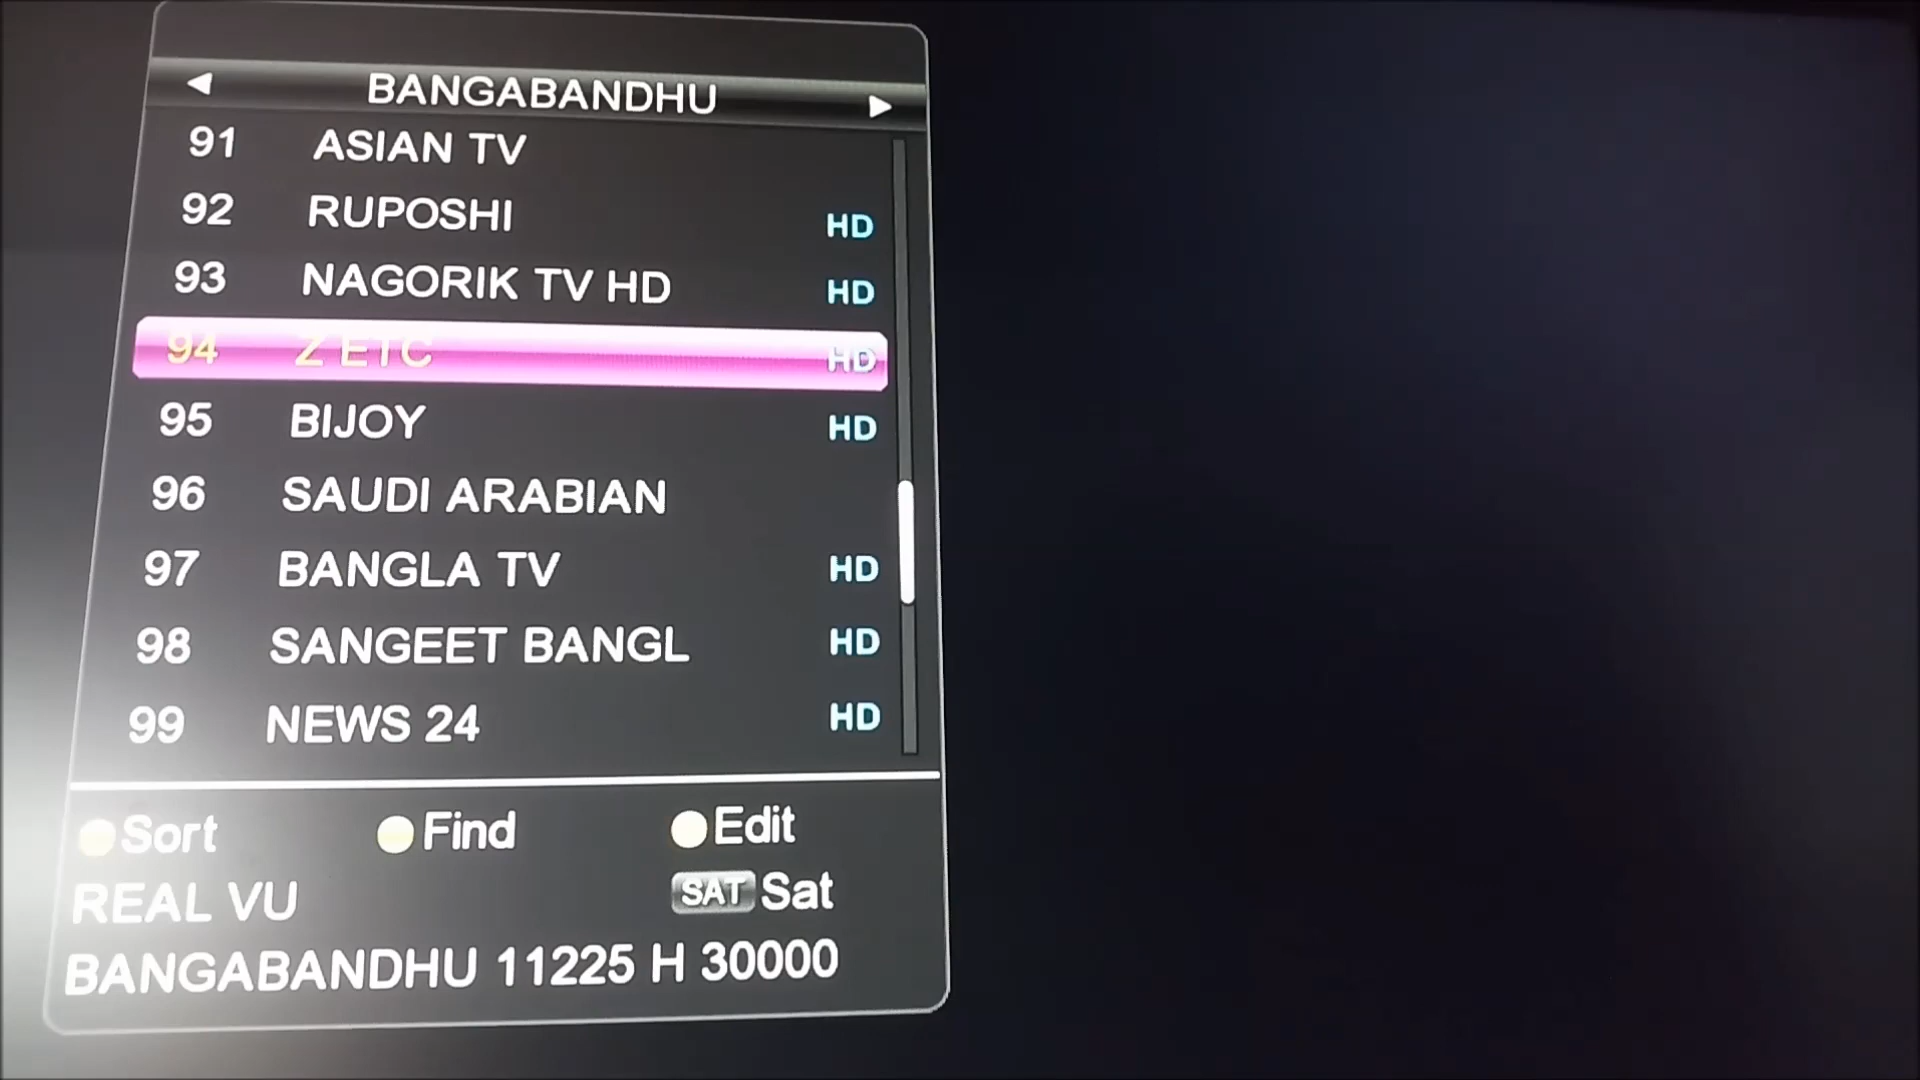 BANGABANDHU
91 ASIAN TV
92 RUPOSHI HD
93 NAGORIK TV HD HD
94 Z ETC HD
95 BIJOY HD
96 SAUDI ARABIAN
97 BANGLA TV HD
98 SANGEET BANGL HD
99 NEWS 24 HD
Sort Find Edit
REAL VU SAT Sat
BANGABANDHU 11225 H 30000